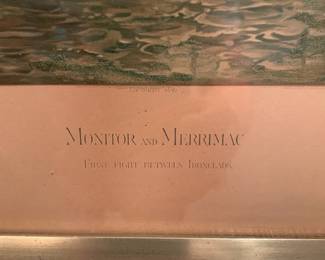 MONITOR AND MERRIMAC
FIRST FIGHT BETWEEN IRONCLADS